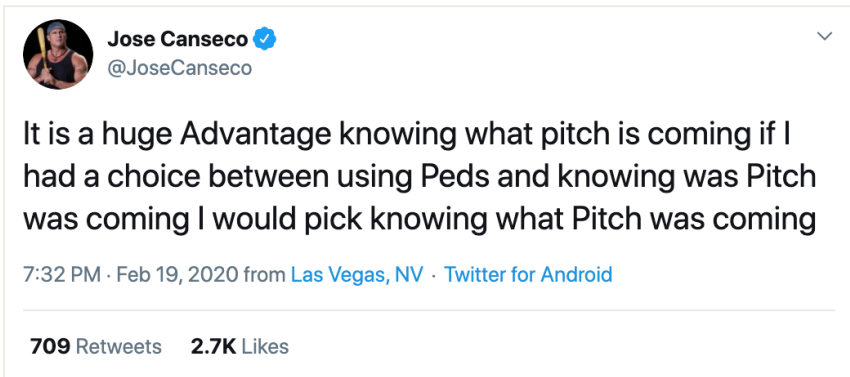 Jose Canseco
@JoseCanseco
It is a huge Advantage knowing what pitch is coming if I
had a choice between using Peds and knowing was Pitch
was coming I would pick knowing what Pitch was coming
7:32 PM · Feb 19, 2020 from Las Vegas, NV · Twitter for Android
709 Retweets 2.7K Likes